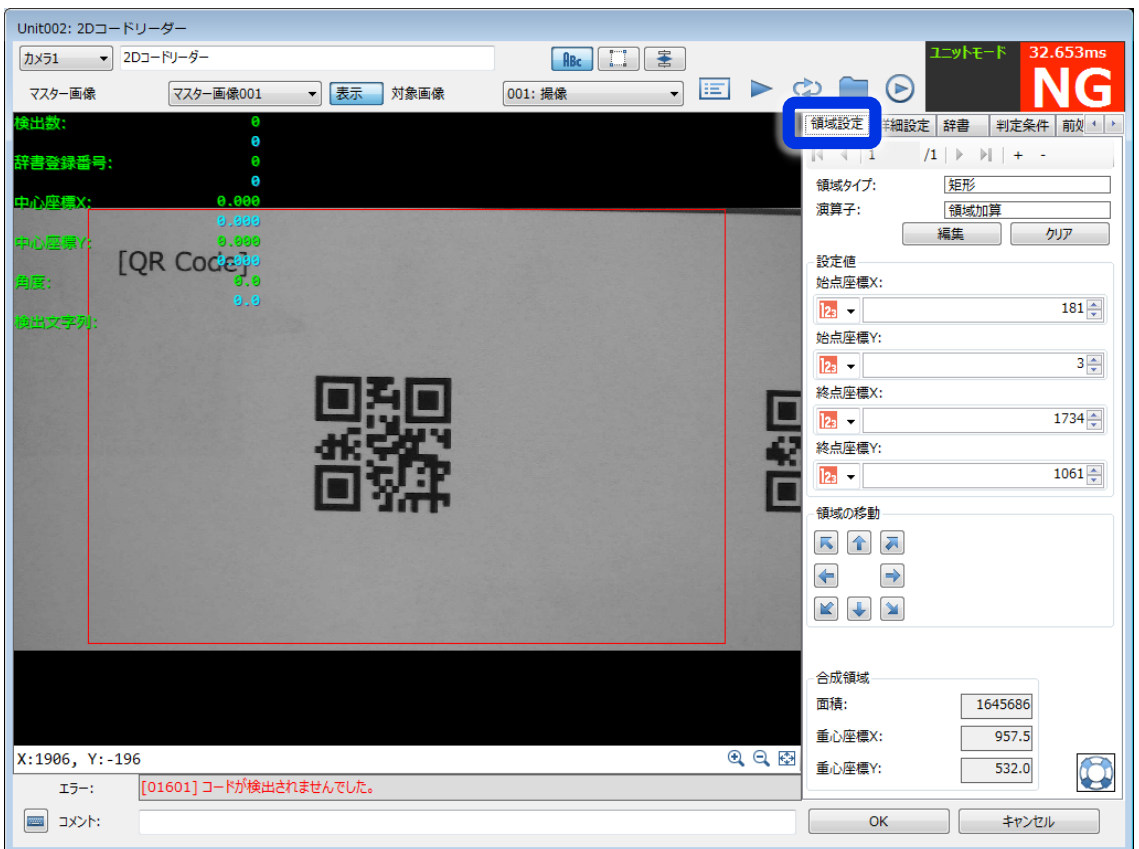 Unit002: 2Dコードリーダー
カメラ1 2Dコードリーダー ABC ユニットモード 32.653ms
NG
マスター画像 マスター画像001 表示 対象画像 001: 撮像
領域設定 詳細設定 辞書 判定条件 前処
検出数: 0
0
辞書登録番号: 0
0
中心座標X: 0.000
0.000
中心座標Y: 0.000
0.000
角度: 0.0
0.0
検出文字列:
[QR Code]
1 /1 + -
領域タイプ: 矩形
演算子: 領域加算
編集 クリア
設定値
始点座標X:
123 181
始点座標Y:
123 3
終点座標X:
123 1734
終点座標Y:
123 1061
領域の移動
合成領域
面積: 1645686
重心座標X: 957.5
重心座標Y: 532.0
X:1906, Y:-196
エラー: [01601] コードが検出されませんでした。
コメント:
OK キャンセル